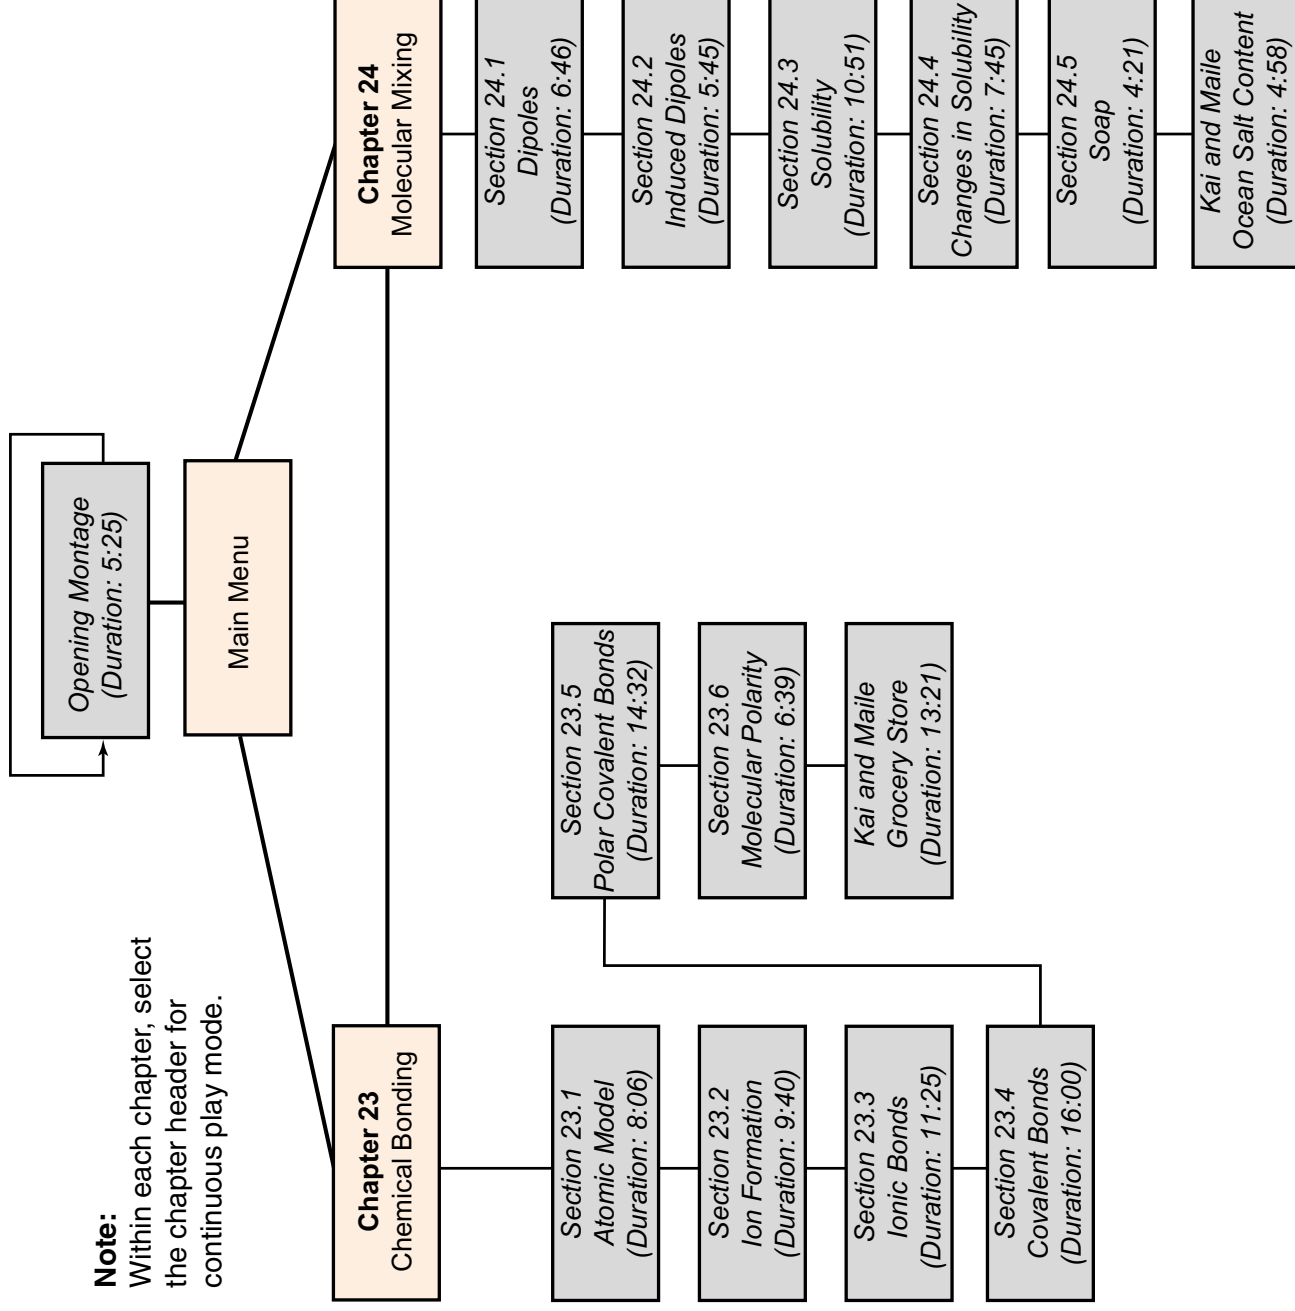 Opening Montage
(Duration: 5:25)
Main Menu
Note:
Within each chapter, select
the chapter header for
continuous play mode.
Chapter 23
Chemical Bonding
Section 23.1
Atomic Model
(Duration: 8:06)
Section 23.2
Ion Formation
(Duration: 9:40)
Section 23.3
Ionic Bonds
(Duration: 11:25)
Section 23.4
Covalent Bonds
(Duration: 16:00)
Section 23.5
Polar Covalent Bonds
(Duration: 14:32)
Section 23.6
Molecular Polarity
(Duration: 6:39)
Kai and Maile
Grocery Store
(Duration: 13:21)
Chapter 24
Molecular Mixing
Section 24.1
Dipoles
(Duration: 6:46)
Section 24.2
Induced Dipoles
(Duration: 5:45)
Section 24.3
Solubility
(Duration: 10:51)
Section 24.4
Changes in Solubility
(Duration: 7:45)
Section 24.5
Soap
(Duration: 4:21)
Kai and Maile
Ocean Salt Content
(Duration: 4:58)